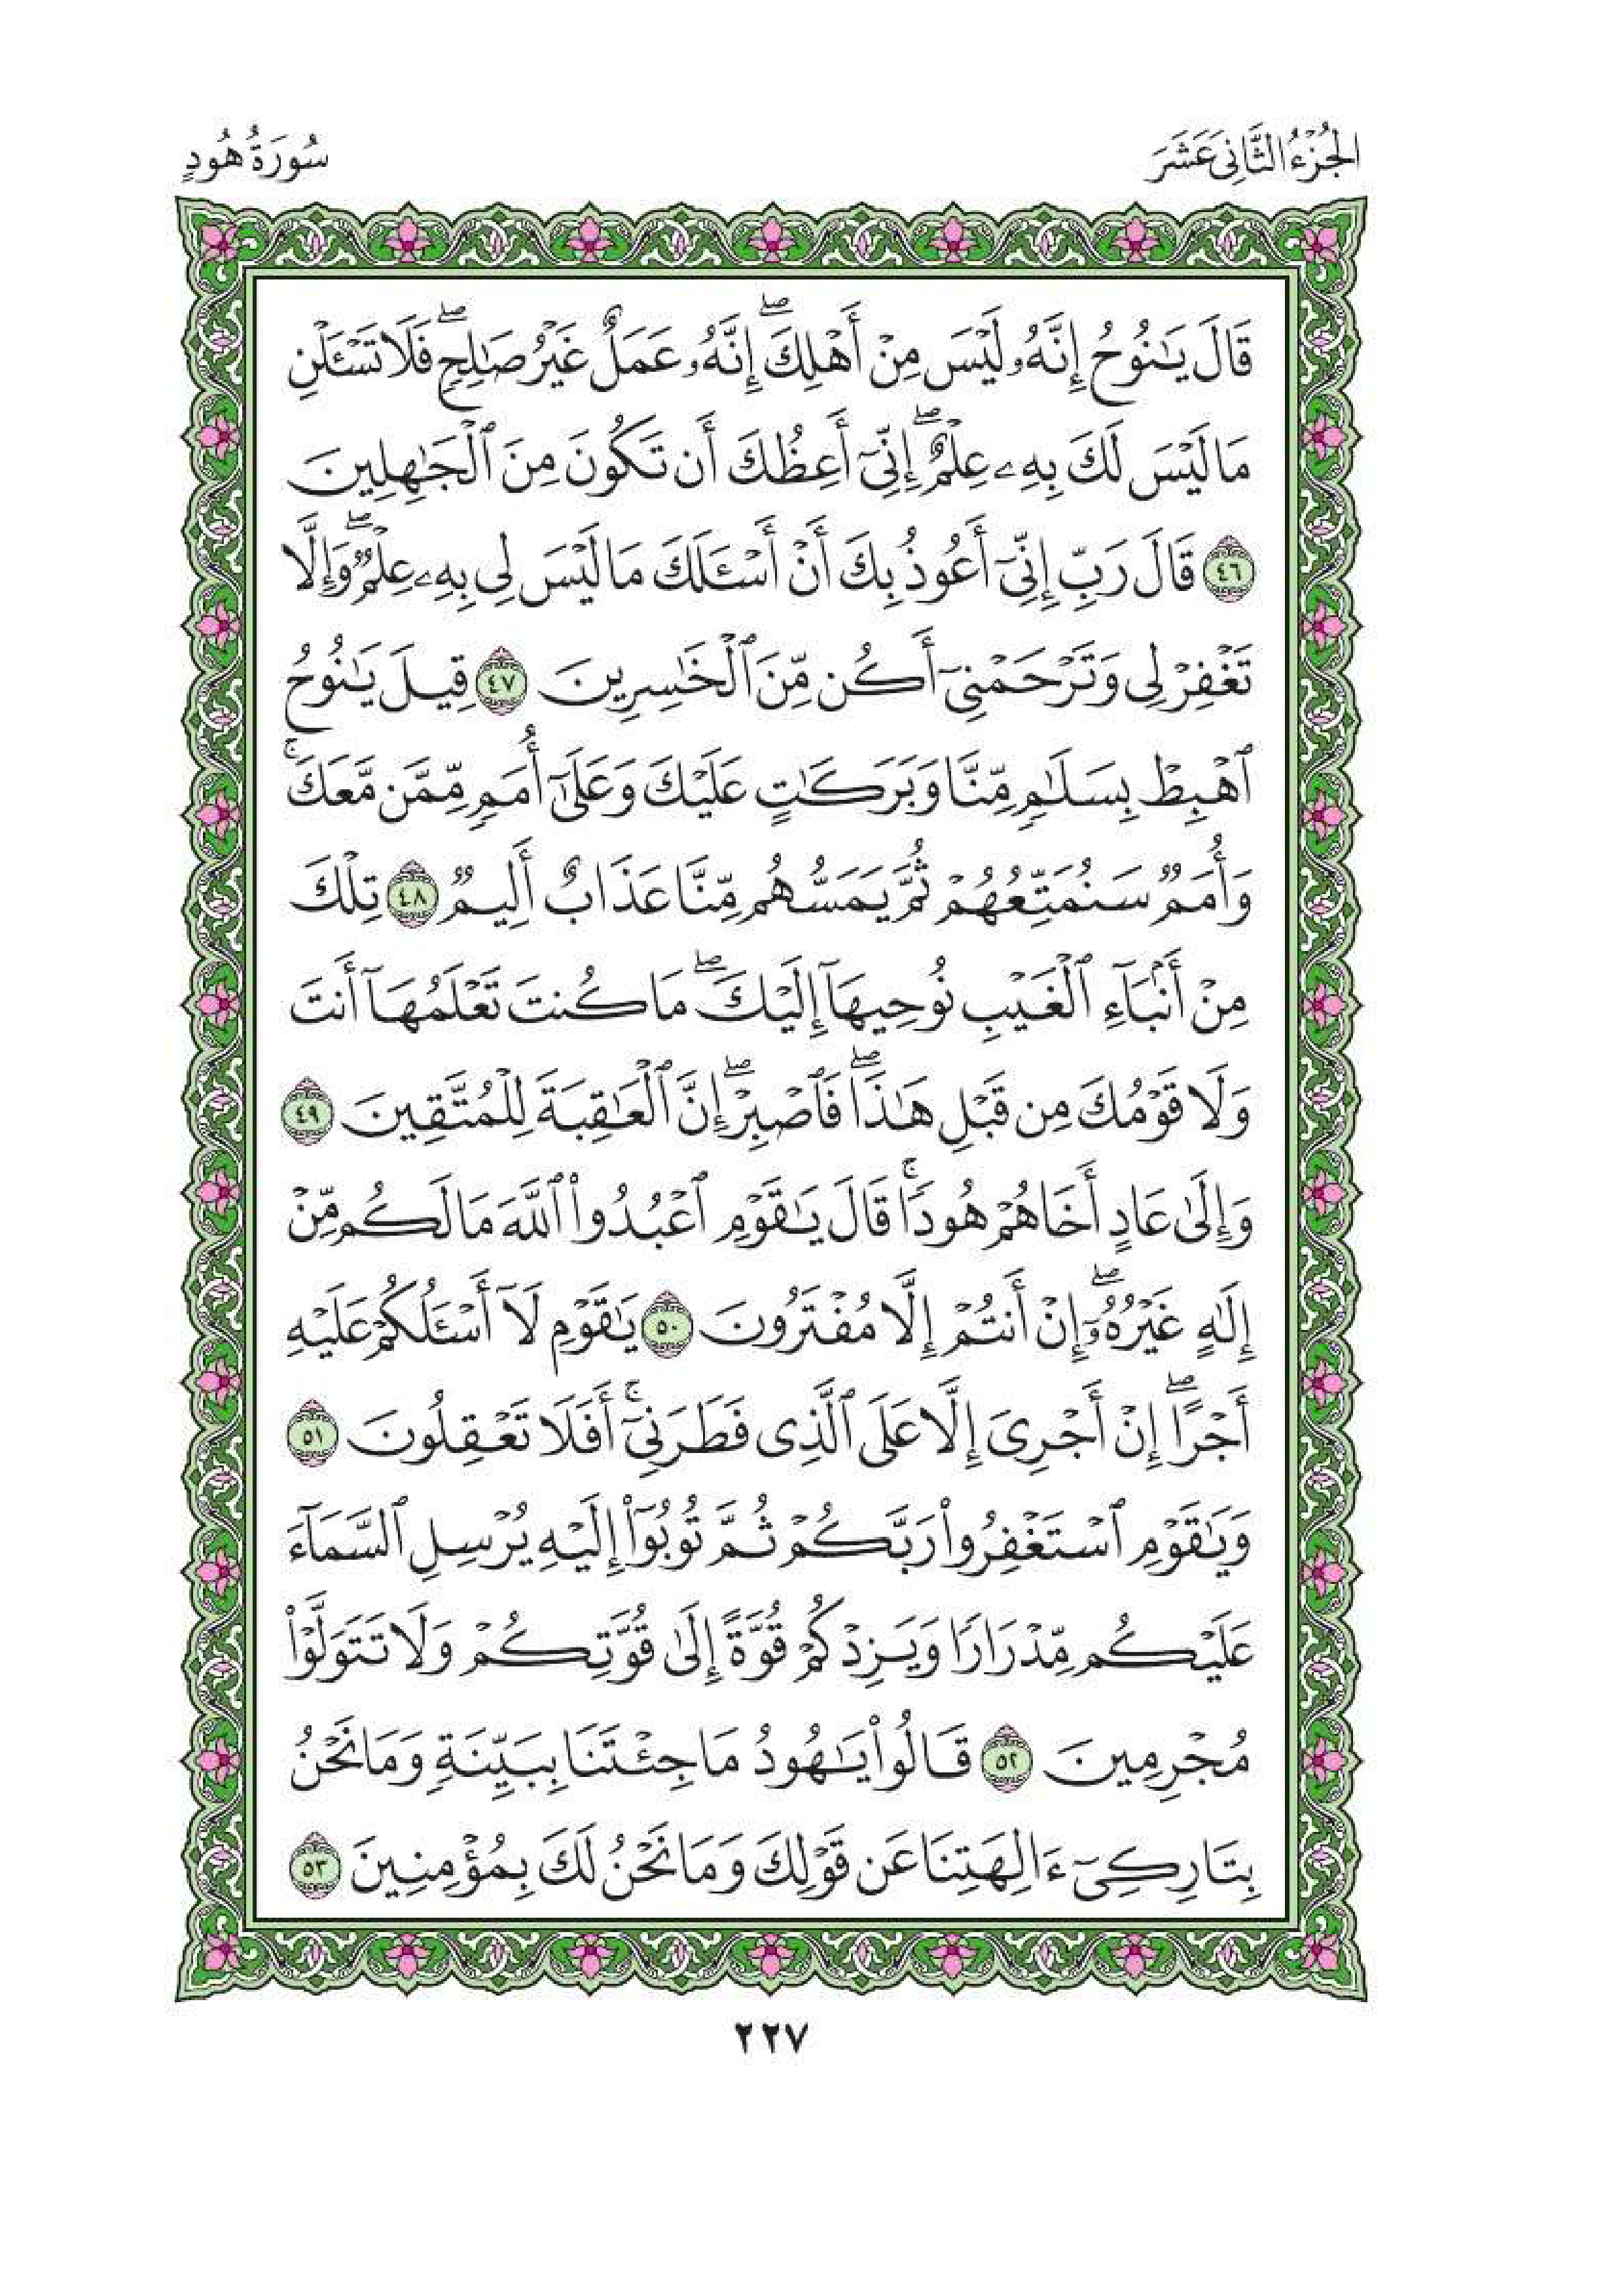 الجُزْءُ الثَّانِىَ عَشَرَ
سُورَةُ هُودٍ
قَالَ يَـٰنُوحُ إِنَّهُۥ لَيْسَ مِنْ أَهْلِكَۖ إِنَّهُۥ عَمَلٌ غَيْرُ صَـٰلِحٍۖ فَلَا تَسْـَٔلْنِ
مَا لَيْسَ لَكَ بِهِۦ عِلْمٌۖ إِنِّىٓ أَعِظُكَ أَن تَكُونَ مِنَ ٱلْجَـٰهِلِينَ
٤٦ قَالَ رَبِّ إِنِّىٓ أَعُوذُ بِكَ أَنْ أَسْـَٔلَكَ مَا لَيْسَ لِى بِهِۦ عِلْمٌۖ وَإِلَّا
تَغْفِرْ لِى وَتَرْحَمْنِىٓ أَكُن مِّنَ ٱلْخَـٰسِرِينَ ٤٧ قِيلَ يَـٰنُوحُ
ٱهْبِطْ بِسَلَـٰمٍ مِّنَّا وَبَرَكَـٰتٍ عَلَيْكَ وَعَلَىٰٓ أُمَمٍ مِّمَّن مَّعَكَۚ
وَأُمَمٌ سَنُمَتِّعُهُمْ ثُمَّ يَمَسُّهُم مِّنَّا عَذَابٌ أَلِيمٌ ٤٨ تِلْكَ
مِنْ أَنۢبَآءِ ٱلْغَيْبِ نُوحِيهَآ إِلَيْكَۖ مَا كُنتَ تَعْلَمُهَآ أَنتَ
وَلَا قَوْمُكَ مِن قَبْلِ هَـٰذَاۖ فَٱصْبِرْۖ إِنَّ ٱلْعَـٰقِبَةَ لِلْمُتَّقِينَ ٤٩
وَإِلَىٰ عَادٍ أَخَاهُمْ هُودًاۚ قَالَ يَـٰقَوْمِ ٱعْبُدُوا۟ ٱللَّهَ مَا لَكُم مِّنْ
إِلَـٰهٍ غَيْرُهُۥٓۖ إِنْ أَنتُمْ إِلَّا مُفْتَرُونَ ٥٠ يَـٰقَوْمِ لَآ أَسْـَٔلُكُمْ عَلَيْهِ
أَجْرًاۖ إِنْ أَجْرِىَ إِلَّا عَلَى ٱلَّذِى فَطَرَنِىٓۚ أَفَلَا تَعْقِلُونَ ٥١
وَيَـٰقَوْمِ ٱسْتَغْفِرُوا۟ رَبَّكُمْ ثُمَّ تُوبُوٓا۟ إِلَيْهِ يُرْسِلِ ٱلسَّمَآءَ
عَلَيْكُم مِّدْرَارًا وَيَزِدْكُمْ قُوَّةً إِلَىٰ قُوَّتِكُمْ وَلَا تَتَوَلَّوْا۟
مُجْرِمِينَ ٥٢ قَالُوا۟ يَـٰهُودُ مَا جِئْتَنَا بِبَيِّنَةٍ وَمَا نَحْنُ
بِتَارِكِىٓ ءَالِهَتِنَا عَن قَوْلِكَ وَمَا نَحْنُ لَكَ بِمُؤْمِنِينَ ٥٣
٢٢٧